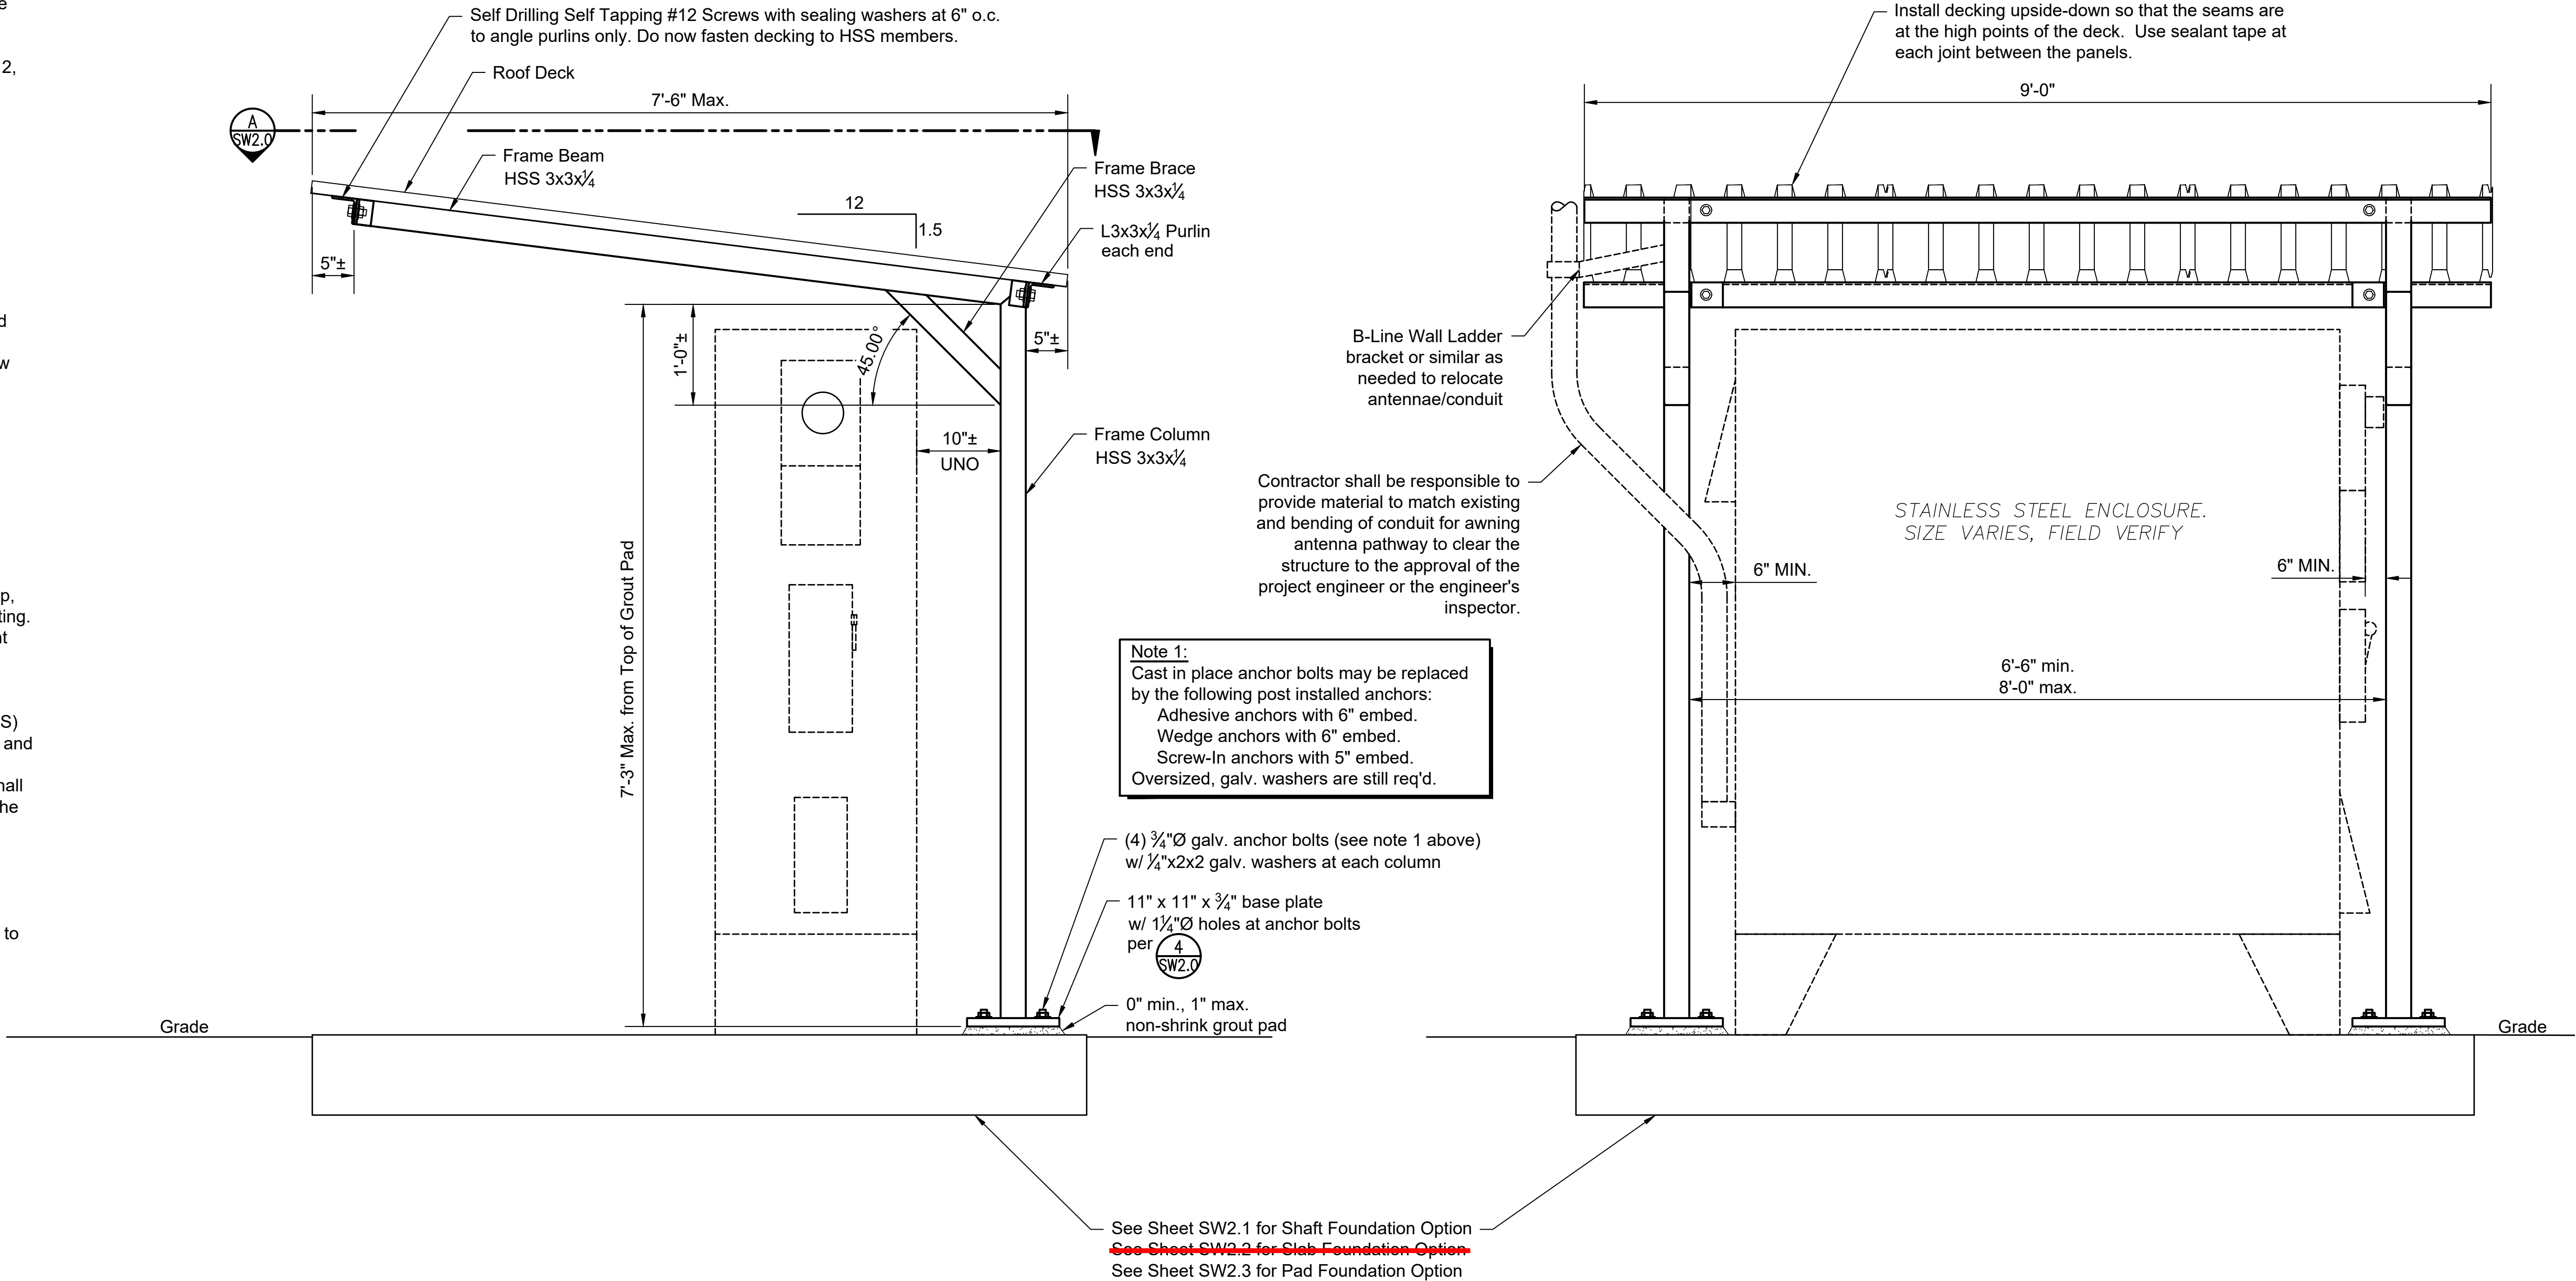 e
2,
d
w
p,
ting.
nt
S)
and
hall
he
to
Self Drilling Self Tapping #12 Screws with sealing washers at 6" o.c.
to angle purlins only. Do now fasten decking to HSS members.
Roof Deck
7'-6" Max.
A
SW2.0
Frame Beam
HSS 3x3x¼
12
1.5
Frame Brace
HSS 3x3x¼
L3x3x¼ Purlin
each end
5"±
5"±
1'-0"±
45.00°
10"±
UNO
Frame Column
HSS 3x3x¼
7'-3" Max. from Top of Grout Pad
Note 1:
Cast in place anchor bolts may be replaced
by the following post installed anchors:
Adhesive anchors with 6" embed.
Wedge anchors with 6" embed.
Screw-In anchors with 5" embed.
Oversized, galv. washers are still req'd.
(4) ¾"Ø galv. anchor bolts (see note 1 above)
w/ ¼"x2x2 galv. washers at each column
11" x 11" x ¾" base plate
w/ 1¼"Ø holes at anchor bolts
per
4
SW2.0
0" min., 1" max.
non-shrink grout pad
Grade
Install decking upside-down so that the seams are
at the high points of the deck. Use sealant tape at
each joint between the panels.
9'-0"
B-Line Wall Ladder
bracket or similar as
needed to relocate
antennae/conduit
Contractor shall be responsible to
provide material to match existing
and bending of conduit for awning
antenna pathway to clear the
structure to the approval of the
project engineer or the engineer's
inspector.
STAINLESS STEEL ENCLOSURE.
SIZE VARIES, FIELD VERIFY
6" MIN.
6" MIN.
6'-6" min.
8'-0" max.
Grade
See Sheet SW2.1 for Shaft Foundation Option
See Sheet SW2.2 for Slab Foundation Option
See Sheet SW2.3 for Pad Foundation Option